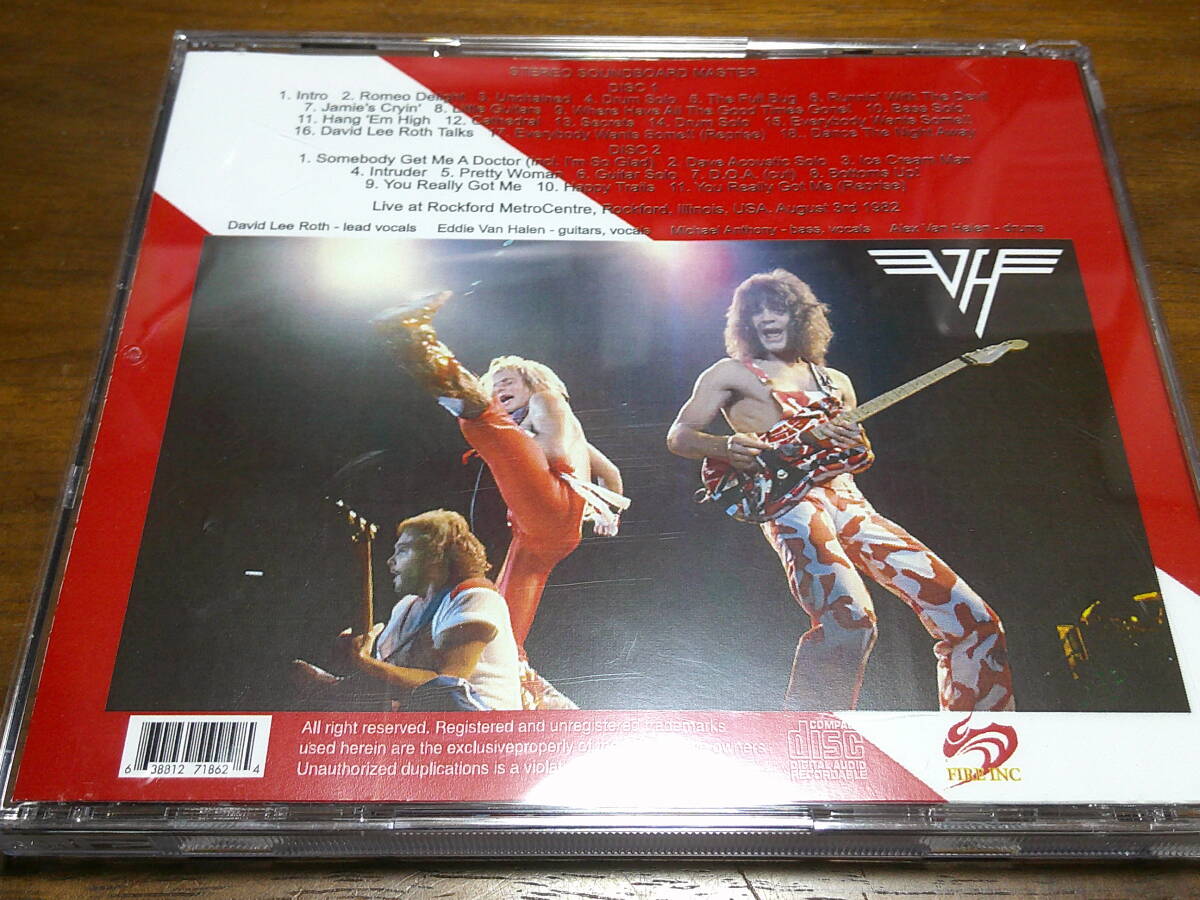 STEREO SOUNDBOARD MASTER
DISC 1
1. Intro 2. Romeo Delight 3. Unchained 4. Drum Solo 5. The Full Bug 6. Runnin' With The Devil
7. Jamie's Cryin' 8. Little Guitars 9. Where Have All The Good Times Gone! 10. Bass Solo
11. Hang 'Em High 12. Cathedral 13. Secrets 14. Drum Solo 15. Everybody Wants Some!!
16. David Lee Roth Talks 17. Everybody Wants Some!! (Reprise) 18.. Dance The Night Away
DISC 2
1. Somebody Get Me A Doctor (incl. I'm So Glad) 2. Dave Acoustic Solo 3. Ice Cream Man
4. Intruder 5. Pretty Woman 6. Guitar Solo 7. D.O.A. (cut) 8. Bottoms Up!
9. You Really Got Me 10. Happy Trails 11. You Really Got Me (Reprise)
Live at Rockford MetroCentre, Rockford, Illinois, USA. August 3rd 1982
David Lee Roth - lead vocals Eddie Van Halen - guitars, vocals Michael Anthony - bass, vocals Alex Van Halen - drums
VH
All right reserved. Registered and unregistered trademarks
used herein are the exclusiveproperly of owners.
Unauthorized duplications is a
6 38812 71862 4
COMPACT
disc
DIGITAL AUDIO
RECORDABLE
FIRE INC